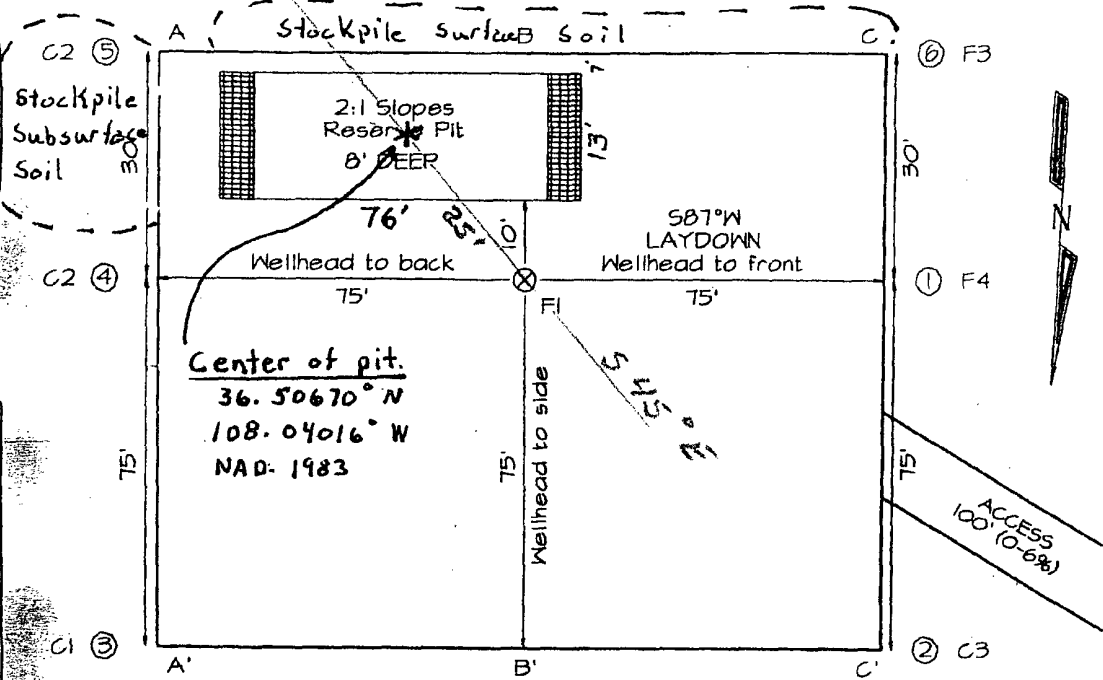 A
Stockpile Surface B Soil
C
C2 ⑤
⑥ F3
Stockpile
Subsurface
Soil
30'
7'
2:1 Slopes
Reserve Pit
8' DEEP
13'
30'
N
76'
25'
10'
S87°W
LAYDOWN
Wellhead to back
Wellhead to front
C2 ④
75'
75'
① F4
F1
Center of pit.
36.50670° N
108.04016° W
NAD- 1983
S 45° E
75'
75'
Wellhead to side
75'
ACCESS
100' (0-6%)
C1 ③
② C3
A'
B'
C'